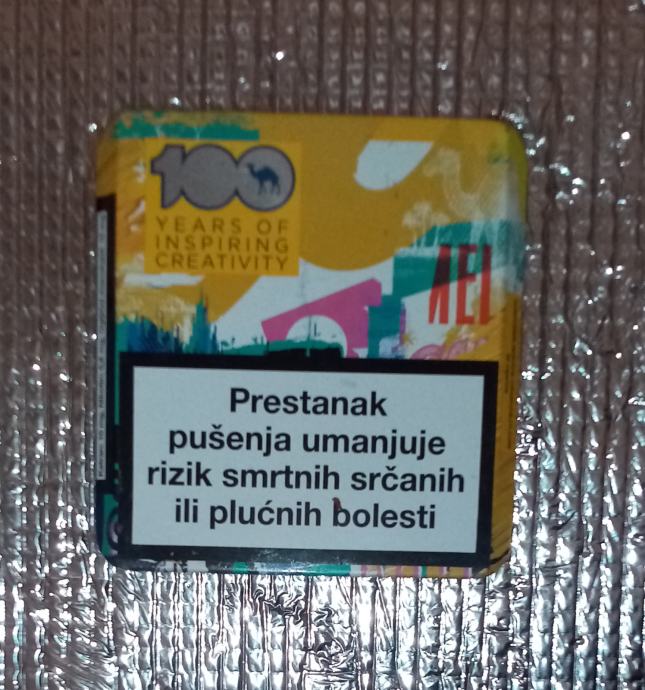 100
YEARS OF
INSPIRING
CREATIVITY
Prestanak
pušenja umanjuje
rizik smrtnih srčanih
ili plućnih bolesti